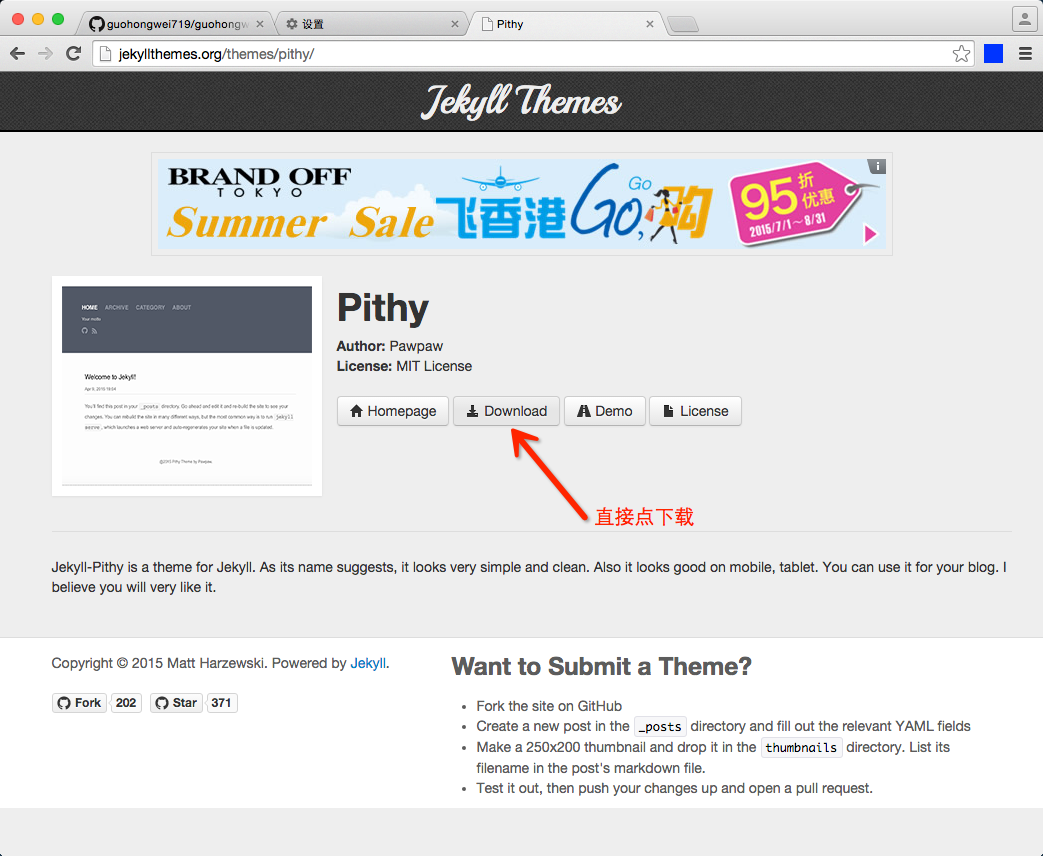 guohongwei719/guohongw
设置
Pithy
jekyllthemes.org/themes/pithy/
Jekyll Themes
BRAND OFF
TOKYO
Summer Sale
飞香港
Go
Go,购
95折
优惠
2015/7/1～8/31
Pithy
Author: Pawpaw
License: MIT License
HOME ARCHIVE CATEGORY ABOUT
Your motto
Welcome to Jekyll!
You'll find this post in your _posts directory. Go ahead and edit it and re-build the site to see your
changes. You can rebuild the site in many different ways, but the most common way is to run jekyll
serve, which launches a web server and auto-regenerates your site when a file is updated.
©2015 Pithy Theme by Pawpaw
Homepage Download Demo License
直接点下载
Jekyll-Pithy is a theme for Jekyll. As its name suggests, it looks very simple and clean. Also it looks good on mobile, tablet. You can use it for your blog. I
believe you will very like it.
Copyright © 2015 Matt Harzewski. Powered by Jekyll.
Fork 202 Star 371
Want to Submit a Theme?
Fork the site on GitHub
Create a new post in the _posts directory and fill out the relevant YAML fields
Make a 250x200 thumbnail and drop it in the thumbnails directory. List its
filename in the post's markdown file.
Test it out, then push your changes up and open a pull request.